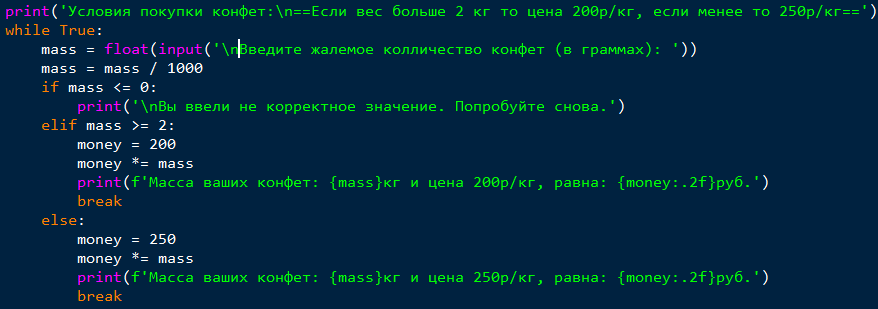 print('Условия покупки конфет:\n==Если вес больше 2 кг то цена 200р/кг, если менее то 250р/кг==')
while True:
    mass = float(input('\nВведите жалемое колличество конфет (в граммах): '))
    mass = mass / 1000
    if mass <= 0:
        print('\nВы ввели не корректное значение. Попробуйте снова.')
    elif mass >= 2:
        money = 200
        money *= mass
        print(f'Масса ваших конфет: {mass}кг и цена 200р/кг, равна: {money:.2f}руб.')
        break
    else:
        money = 250
        money *= mass
        print(f'Масса ваших конфет: {mass}кг и цена 250р/кг, равна: {money:.2f}руб.')
        break